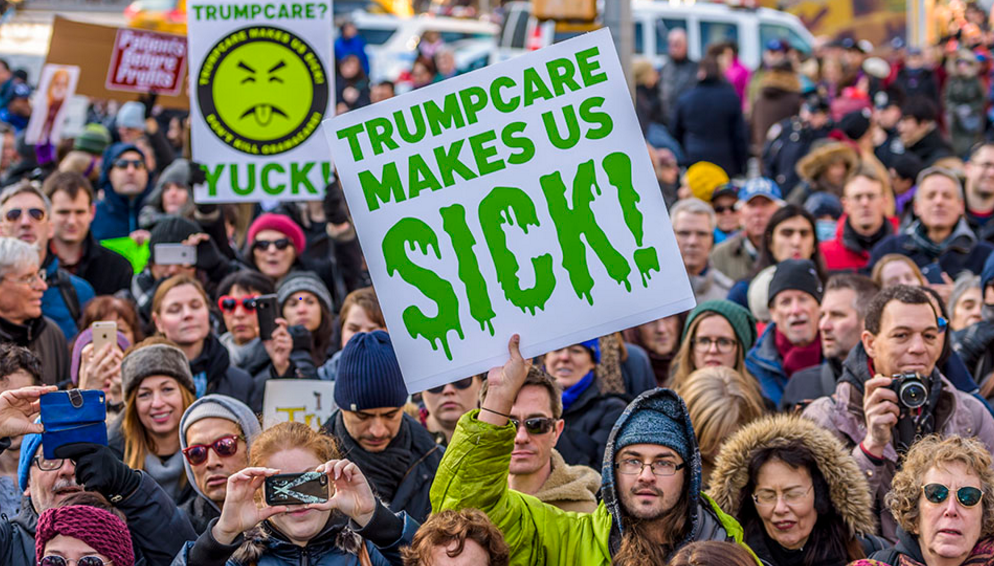 TRUMPCARE?
TRUMPCARE MAKES US SICK!
DON'T KILL OBAMACARE
YUCK!
Patients
Before
Profits
TRUMPCARE
MAKES US
SICK!